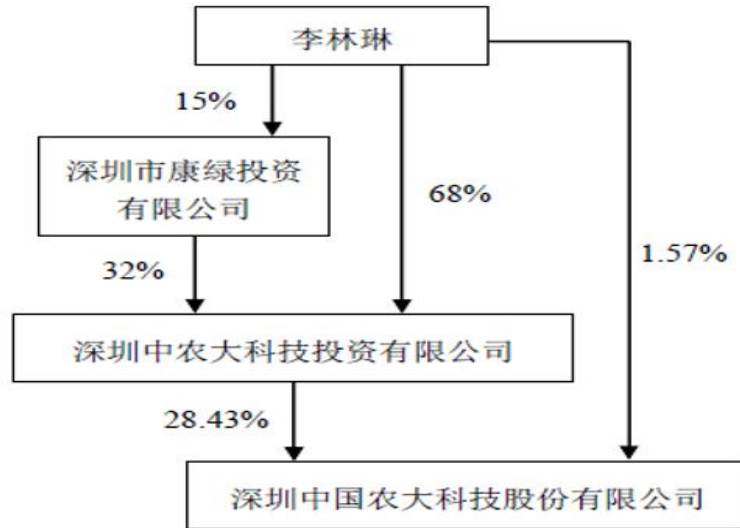 李林琳
15%
深圳市康绿投资
有限公司
68%
1.57%
32%
深圳中农大科技投资有限公司
28.43%
深圳中国农大科技股份有限公司